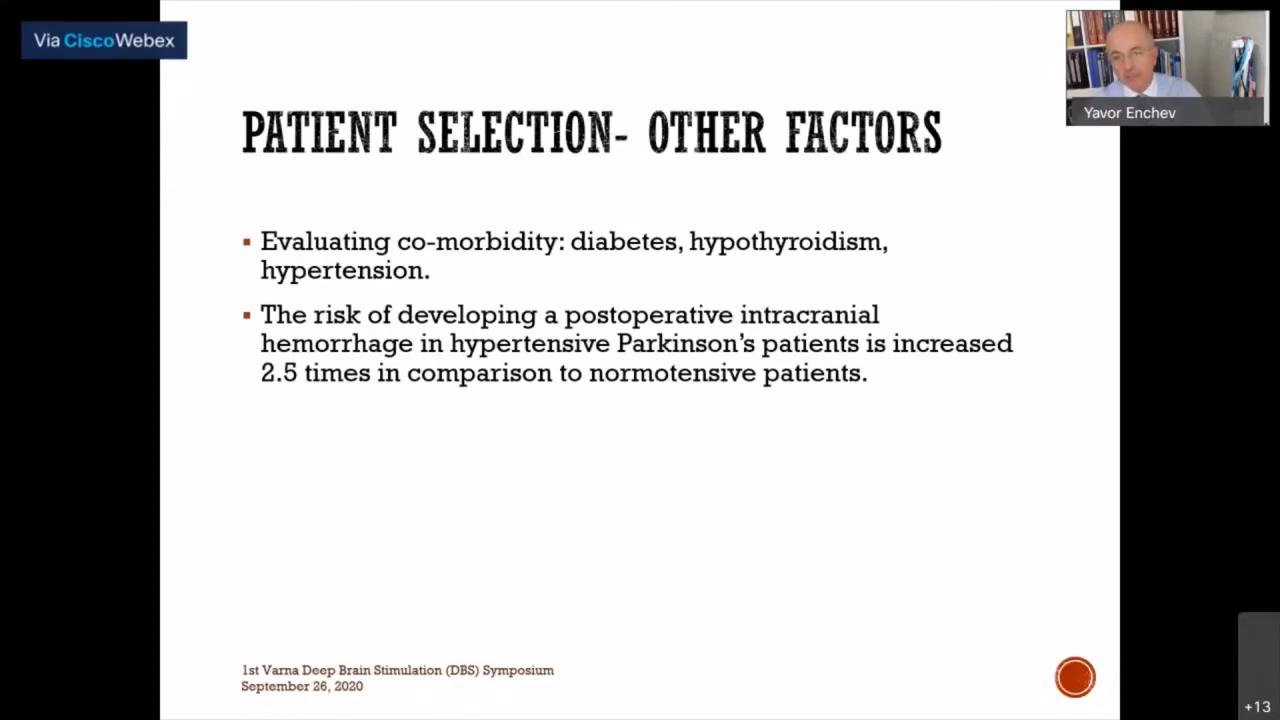 Via Cisco Webex
Yavor Enchev
PATIENT SELECTION- OTHER FACTORS
▪ Evaluating co-morbidity: diabetes, hypothyroidism,
hypertension.
▪ The risk of developing a postoperative intracranial
hemorrhage in hypertensive Parkinson's patients is increased
2.5 times in comparison to normotensive patients.
1st Varna Deep Brain Stimulation (DBS) Symposium
September 26, 2020
+13